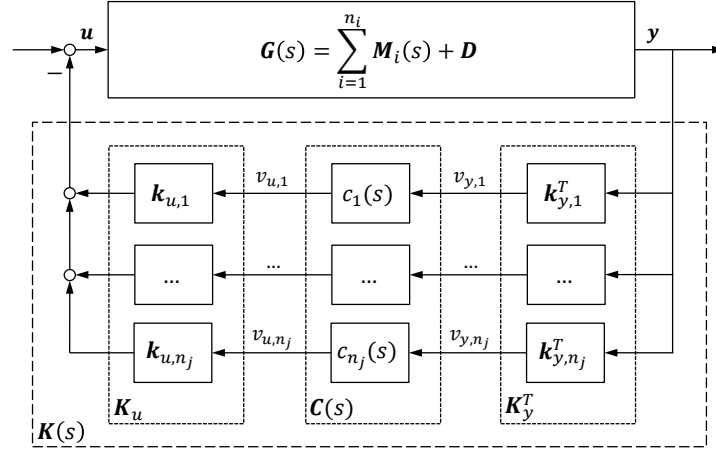 𝒖
𝑮(𝑠) = ∑_{i=1}^{n_i} 𝑴_i(𝑠) + 𝑫
𝒚
−
𝒌_{u,1} v_{u,1} c_1(s) v_{y,1} 𝒌_{y,1}^T
... ... ... ... ...
𝒌_{u,n_j} v_{u,n_j} c_{n_j}(s) v_{y,n_j} 𝒌_{y,n_j}^T
𝑲_u 𝑪(s) 𝑲_y^T
𝑲(s)